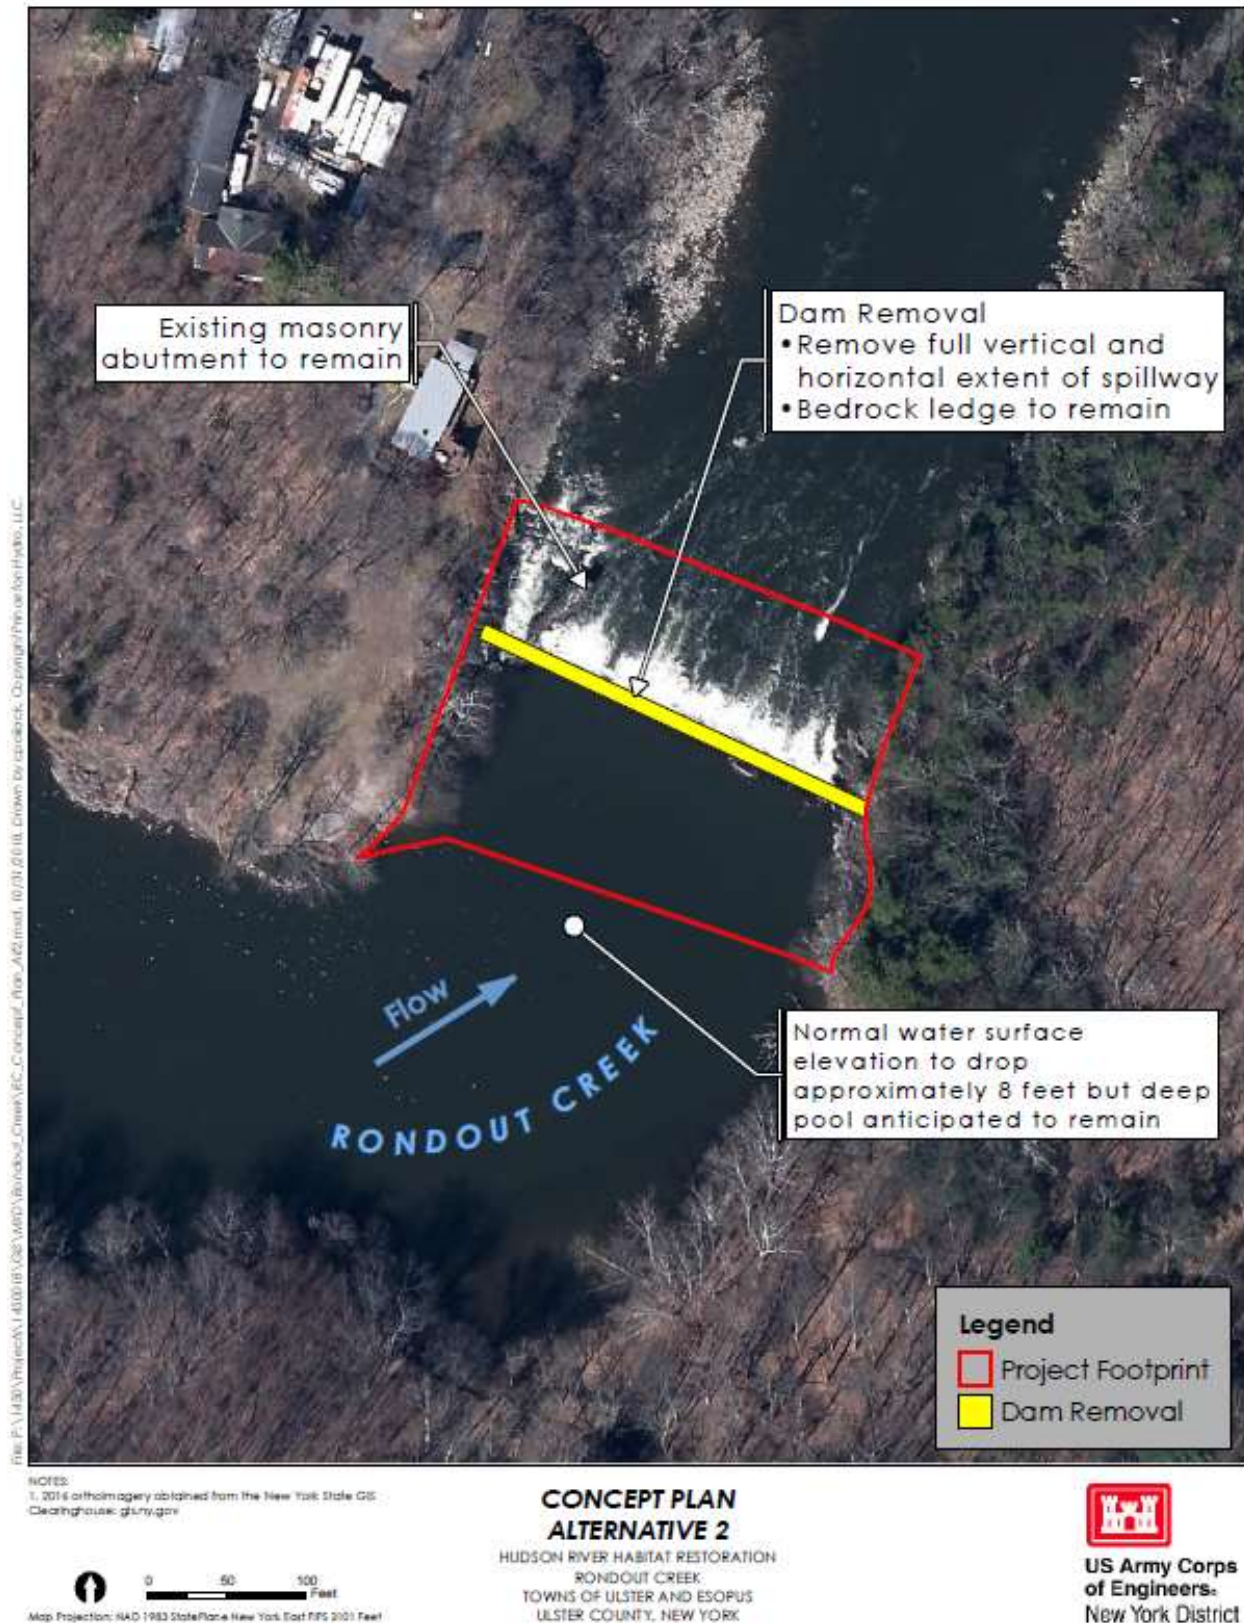 Existing masonry
abutment to remain
Dam Removal
•Remove full vertical and
horizontal extent of spillway
•Bedrock ledge to remain
Normal water surface
elevation to drop
approximately 8 feet but deep
pool anticipated to remain
Flow
RONDOUT CREEK
Legend
Project Footprint
Dam Removal
NOTES:
1. 2016 orthoimagery obtained from the New York State GIS
Clearinghouse: gis.ny.gov
0 50 100
Feet
Map Projection: NAD 1983 StatePlane New York East FIPS 3101 Feet
CONCEPT PLAN
ALTERNATIVE 2
HUDSON RIVER HABITAT RESTORATION
RONDOUT CREEK
TOWNS OF ULSTER AND ESOPUS
ULSTER COUNTY, NEW YORK
US Army Corps
of Engineers
New York District